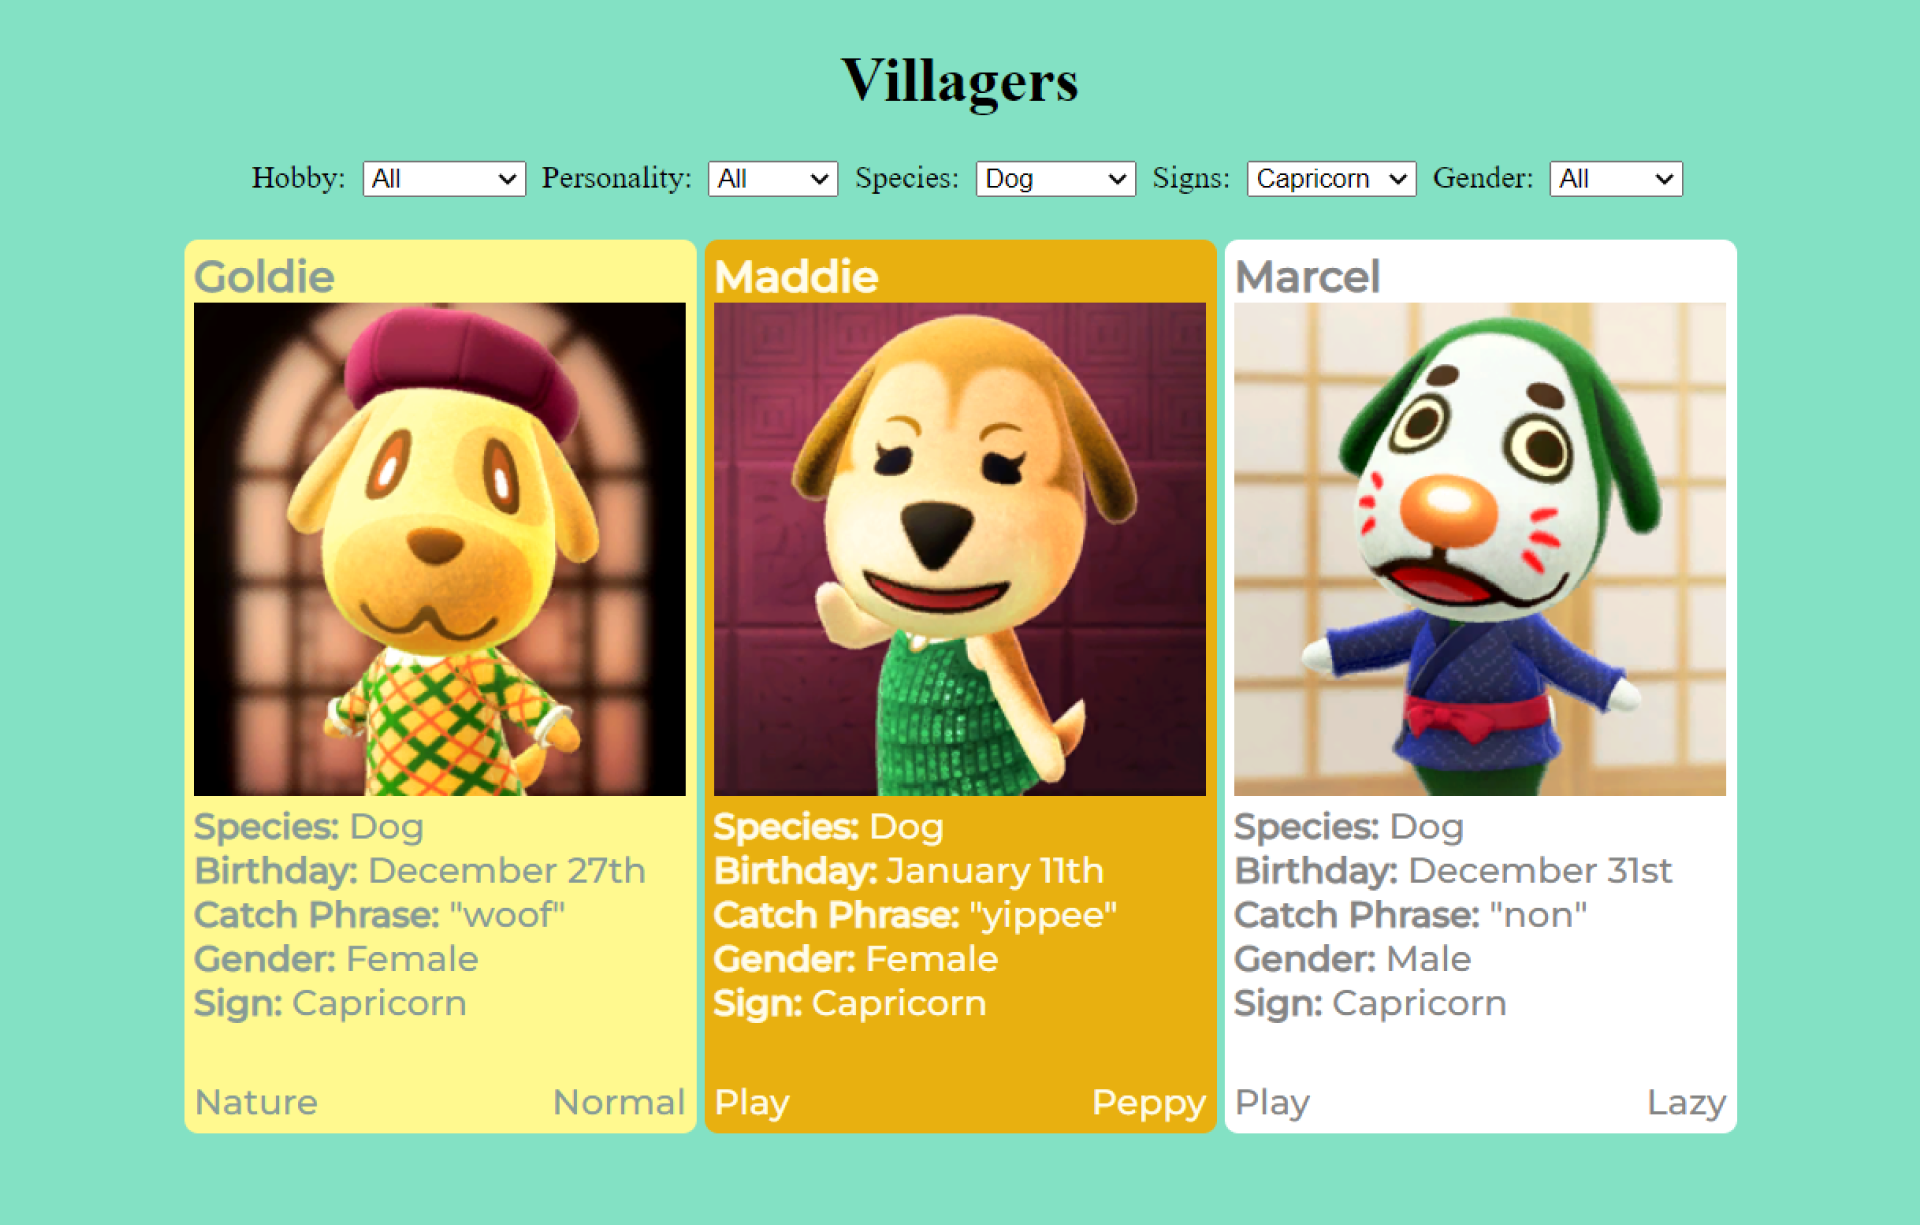 Villagers
Hobby: All Personality: All Species: Dog Signs: Capricorn Gender: All
Goldie
Species: Dog
Birthday: December 27th
Catch Phrase: "woof"
Gender: Female
Sign: Capricorn
Nature Normal
Maddie
Species: Dog
Birthday: January 11th
Catch Phrase: "yippee"
Gender: Female
Sign: Capricorn
Play Peppy
Marcel
Species: Dog
Birthday: December 31st
Catch Phrase: "non"
Gender: Male
Sign: Capricorn
Play Lazy